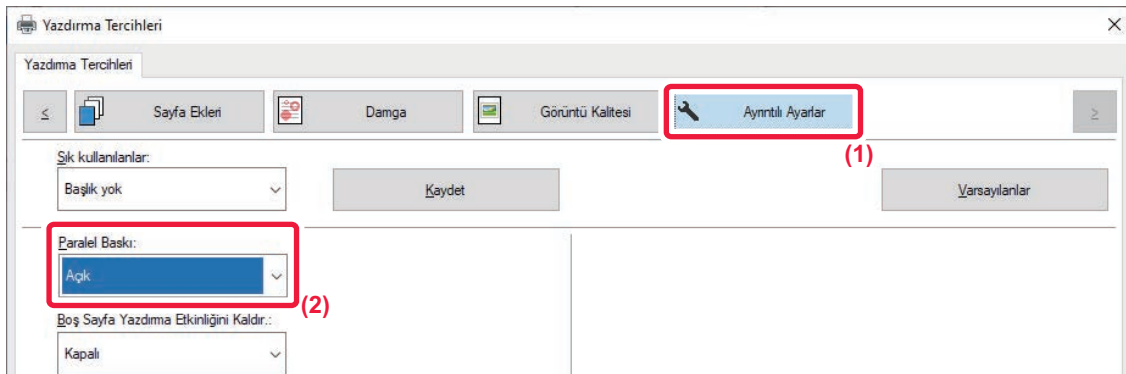 Yazdırma Tercihleri
Yazdırma Tercihleri
≤ Sayfa Ekleri Damga Görüntü Kalitesi Ayrıntılı Ayarlar ≥
(1)
Sık kullanılanlar:
Başlık yok Kaydet Varsayılanlar
Paralel Baskı:
Açık
(2)
Boş Sayfa Yazdırma Etkinliğini Kaldır.:
Kapalı